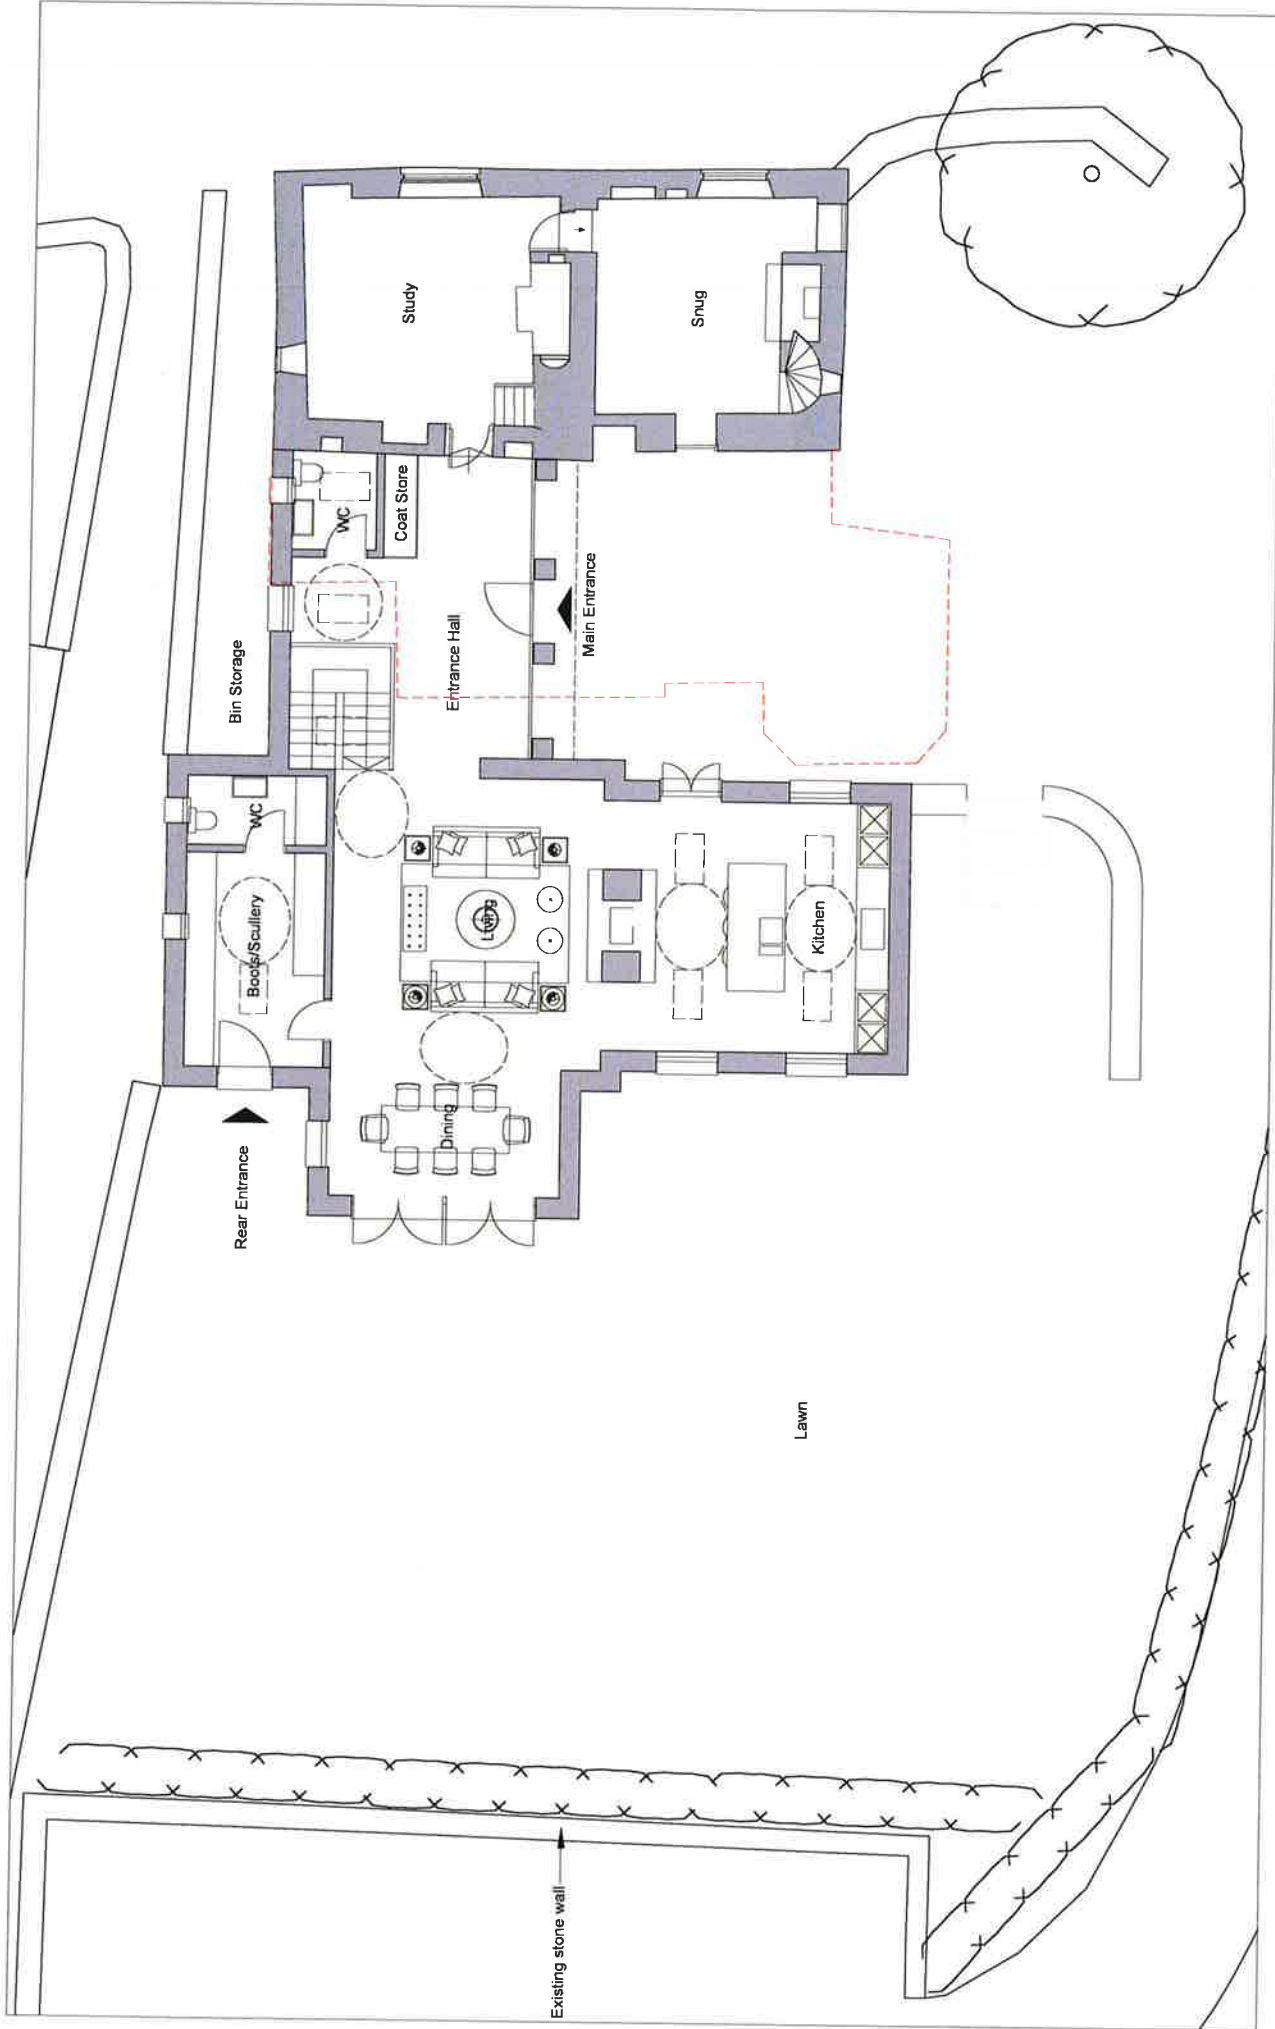 Existing stone wall
Rear Entrance
Boots/Scullery
WC
Bin Storage
WC
Coat Store
Study
Dining
Living
Entrance Hall
Main Entrance
Snug
Kitchen
Lawn